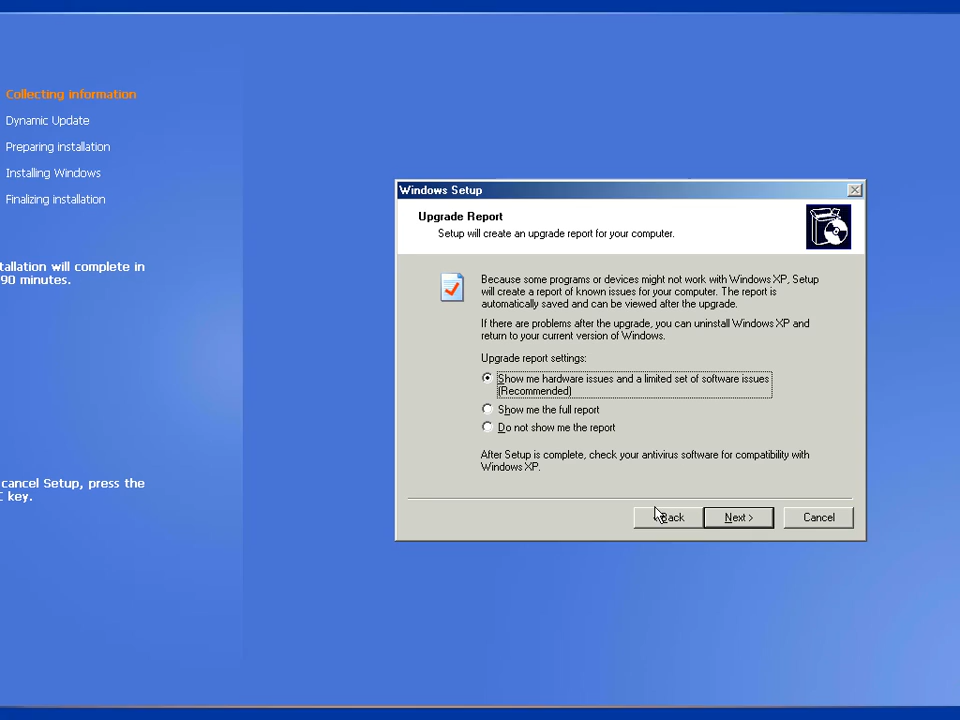 Collecting information
Dynamic Update
Preparing installation
Installing Windows
Finalizing installation
tallation will complete in
90 minutes.
cancel Setup, press the
key.
Windows Setup
Upgrade Report
Setup will create an upgrade report for your computer.
Because some programs or devices might not work with Windows XP, Setup
will create a report of known issues for your computer. The report is
automatically saved and can be viewed after the upgrade.
If there are problems after the upgrade, you can uninstall Windows XP and
return to your current version of Windows.
Upgrade report settings:
Show me hardware issues and a limited set of software issues
(Recommended)
Show me the full report
Do not show me the report
After Setup is complete, check your antivirus software for compatibility with
Windows XP.
< Back
Next >
Cancel